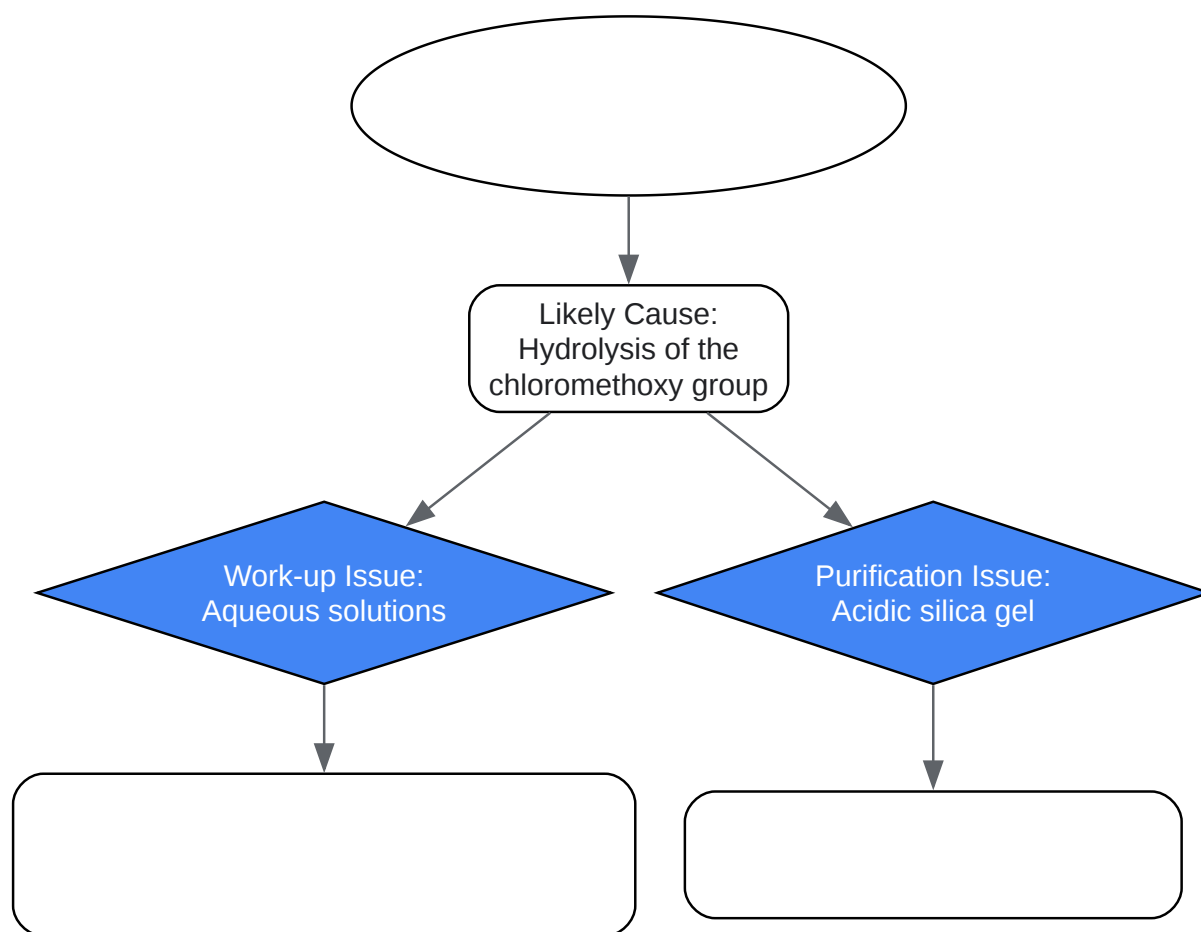 Likely Cause:
Hydrolysis of the
chloromethoxy group
Work-up Issue:
Aqueous solutions
Purification Issue:
Acidic silica gel